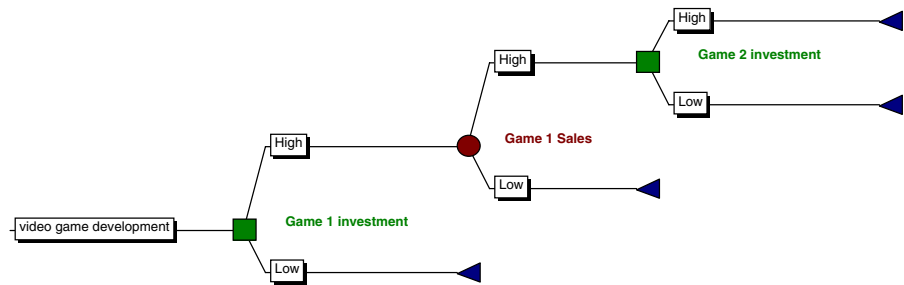 High
Game 2 investment
High
Low
Game 1 Sales
High
Low
video game development
Game 1 investment
Low